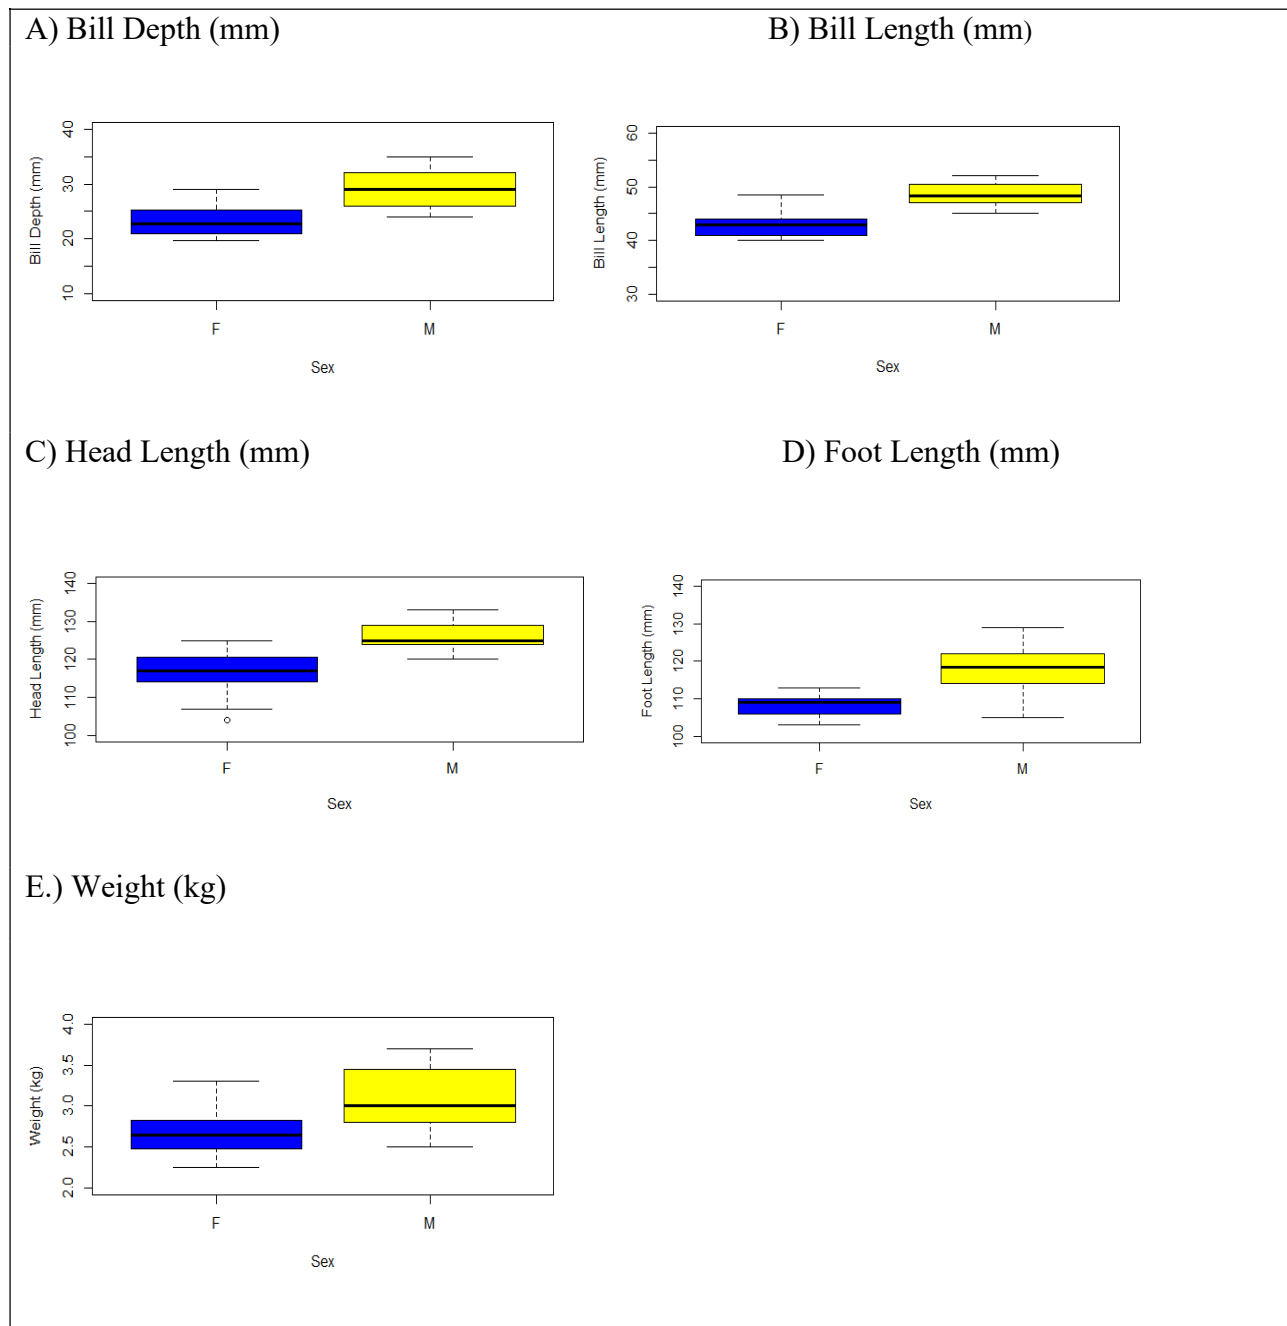 A) Bill Depth (mm)
B) Bill Length (mm)
Bill Depth (mm)
40
30
20
10
F
M
Sex
Bill Length (mm)
60
50
40
30
F
M
Sex
C) Head Length (mm)
D) Foot Length (mm)
Head Length (mm)
140
130
120
110
100
F
M
Sex
Foot Length (mm)
140
130
120
110
100
F
M
Sex
E.) Weight (kg)
Weight (kg)
4.0
3.5
3.0
2.5
2.0
F
M
Sex